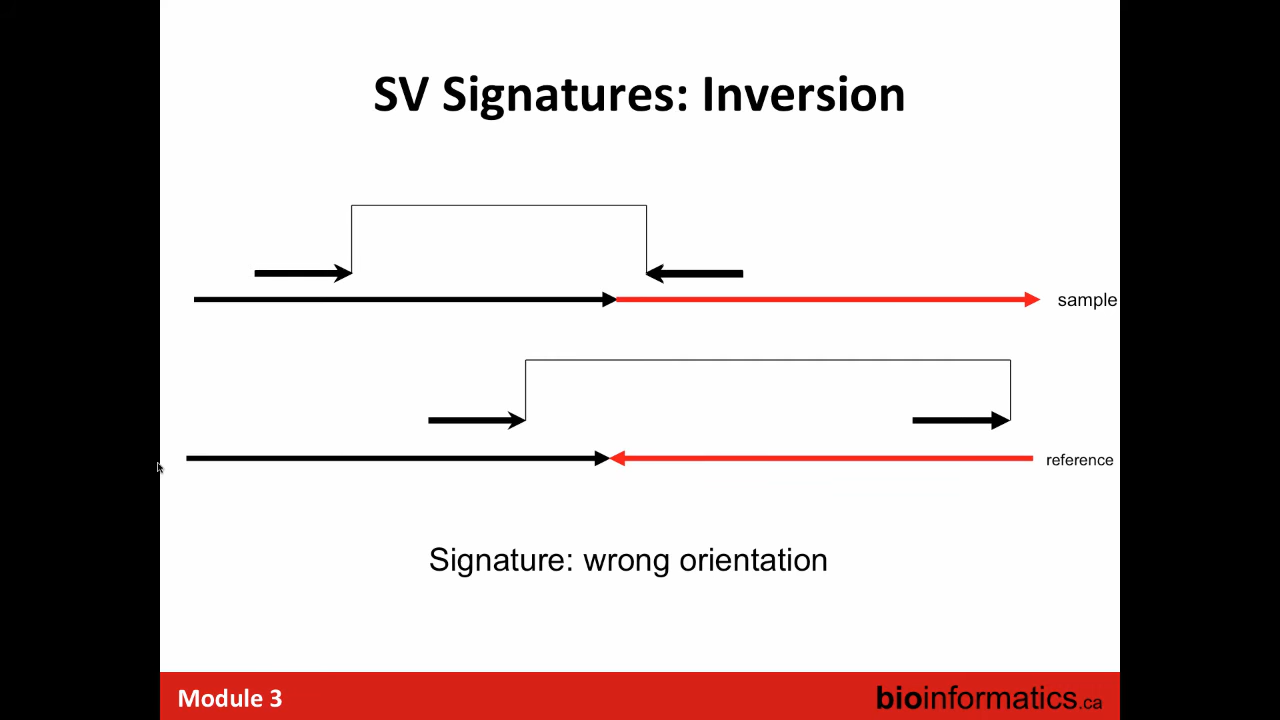 SV Signatures: Inversion
sample
reference
Signature: wrong orientation
Module 3
bioinformatics.ca